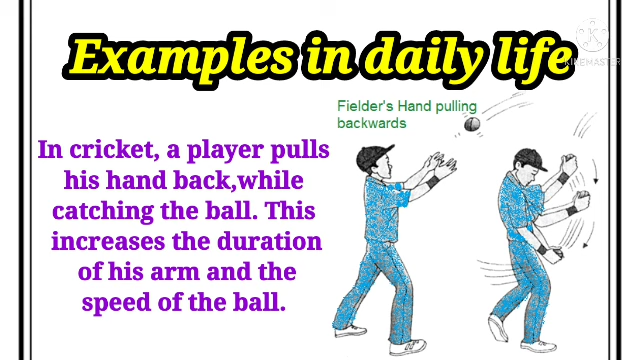 Examples in daily life
KINEMASTER
Fielder's Hand pulling
backwards
In cricket, a player pulls
his hand back,while
catching the ball. This
increases the duration
of his arm and the
speed of the ball.